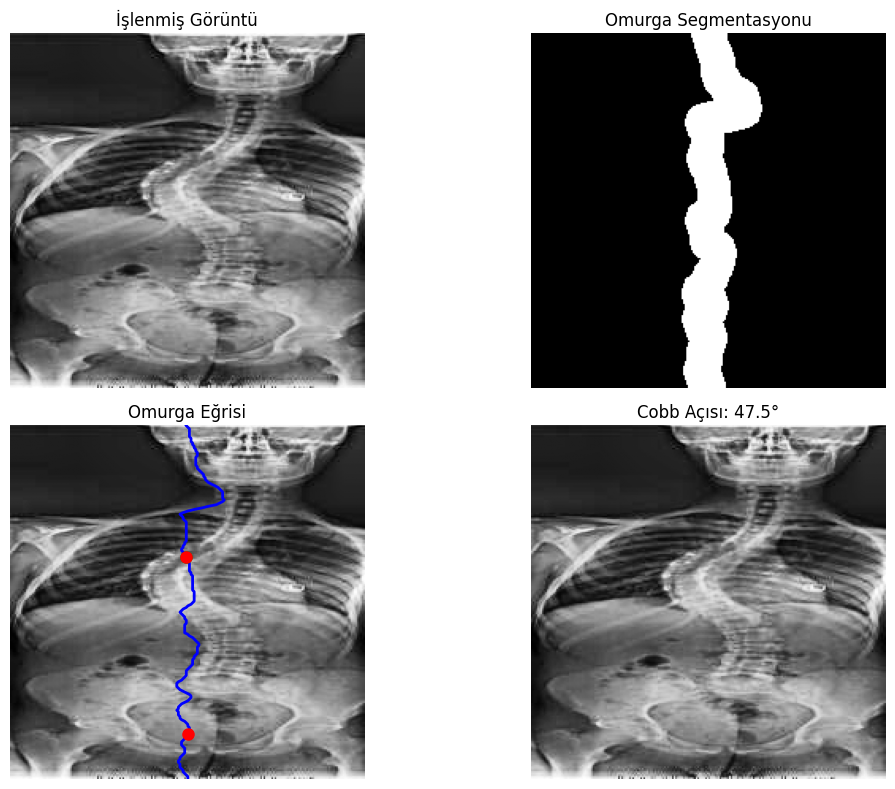 İşlenmiş Görüntü
Omurga Segmentasyonu
Omurga Eğrisi
Cobb Açısı: 47.5°